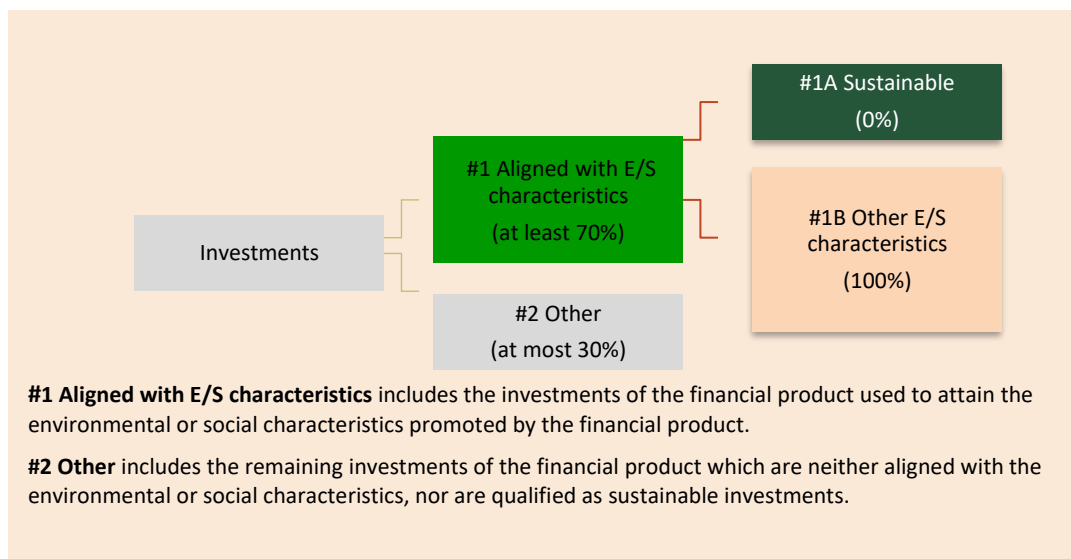 #1A Sustainable
(0%)
#1 Aligned with E/S
characteristics
(at least 70%)
#1B Other E/S
characteristics
(100%)
Investments
#2 Other
(at most 30%)
#1 Aligned with E/S characteristics includes the investments of the financial product used to attain the
environmental or social characteristics promoted by the financial product.
#2 Other includes the remaining investments of the financial product which are neither aligned with the
environmental or social characteristics, nor are qualified as sustainable investments.